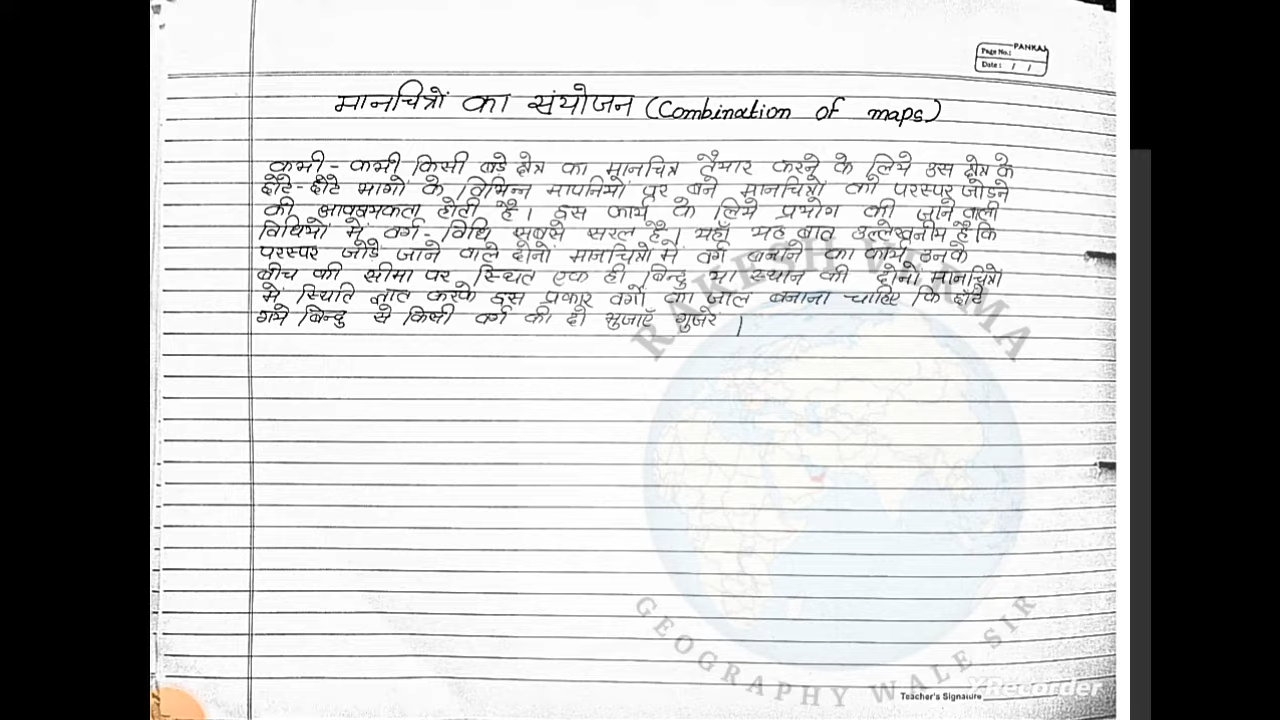 PANKAJ
Page No.:
Date: / /
मानचित्रों का संयोजन (Combination of maps)
कभी-कभी किसी बडे क्षेत्र का मानचित्र तैयार करने के लिये उस क्षेत्र के
छोटे-छोटे भागों के विभिन्न मापनियों पर बने मानचित्रों को परस्पर जोड़ने
की आवश्यकता होती है। इस कार्य के लिये प्रयोग की जाने वाली
विधियों में वर्ग-विधि सबसे सरल है। यहाँ यह बात उल्लेखनीय है कि
परस्पर जोडे जाने वाले दोनों मानचित्रों में वर्ग बनाने का कार्य उनके
बीच की सीमा पर स्थित एक ही बिन्दु या स्थान की दोनों मानचित्रों
में स्थिति ज्ञात करके इस प्रकार वर्गों का जाल बनाना चाहिए कि छाँटे
गये बिन्दु से किसी वर्ग की दो भुजाएँ गुजरें।
RAKESH VERMA
GEOGRAPHY WALE SIR
Teacher's Signature
XRecorder